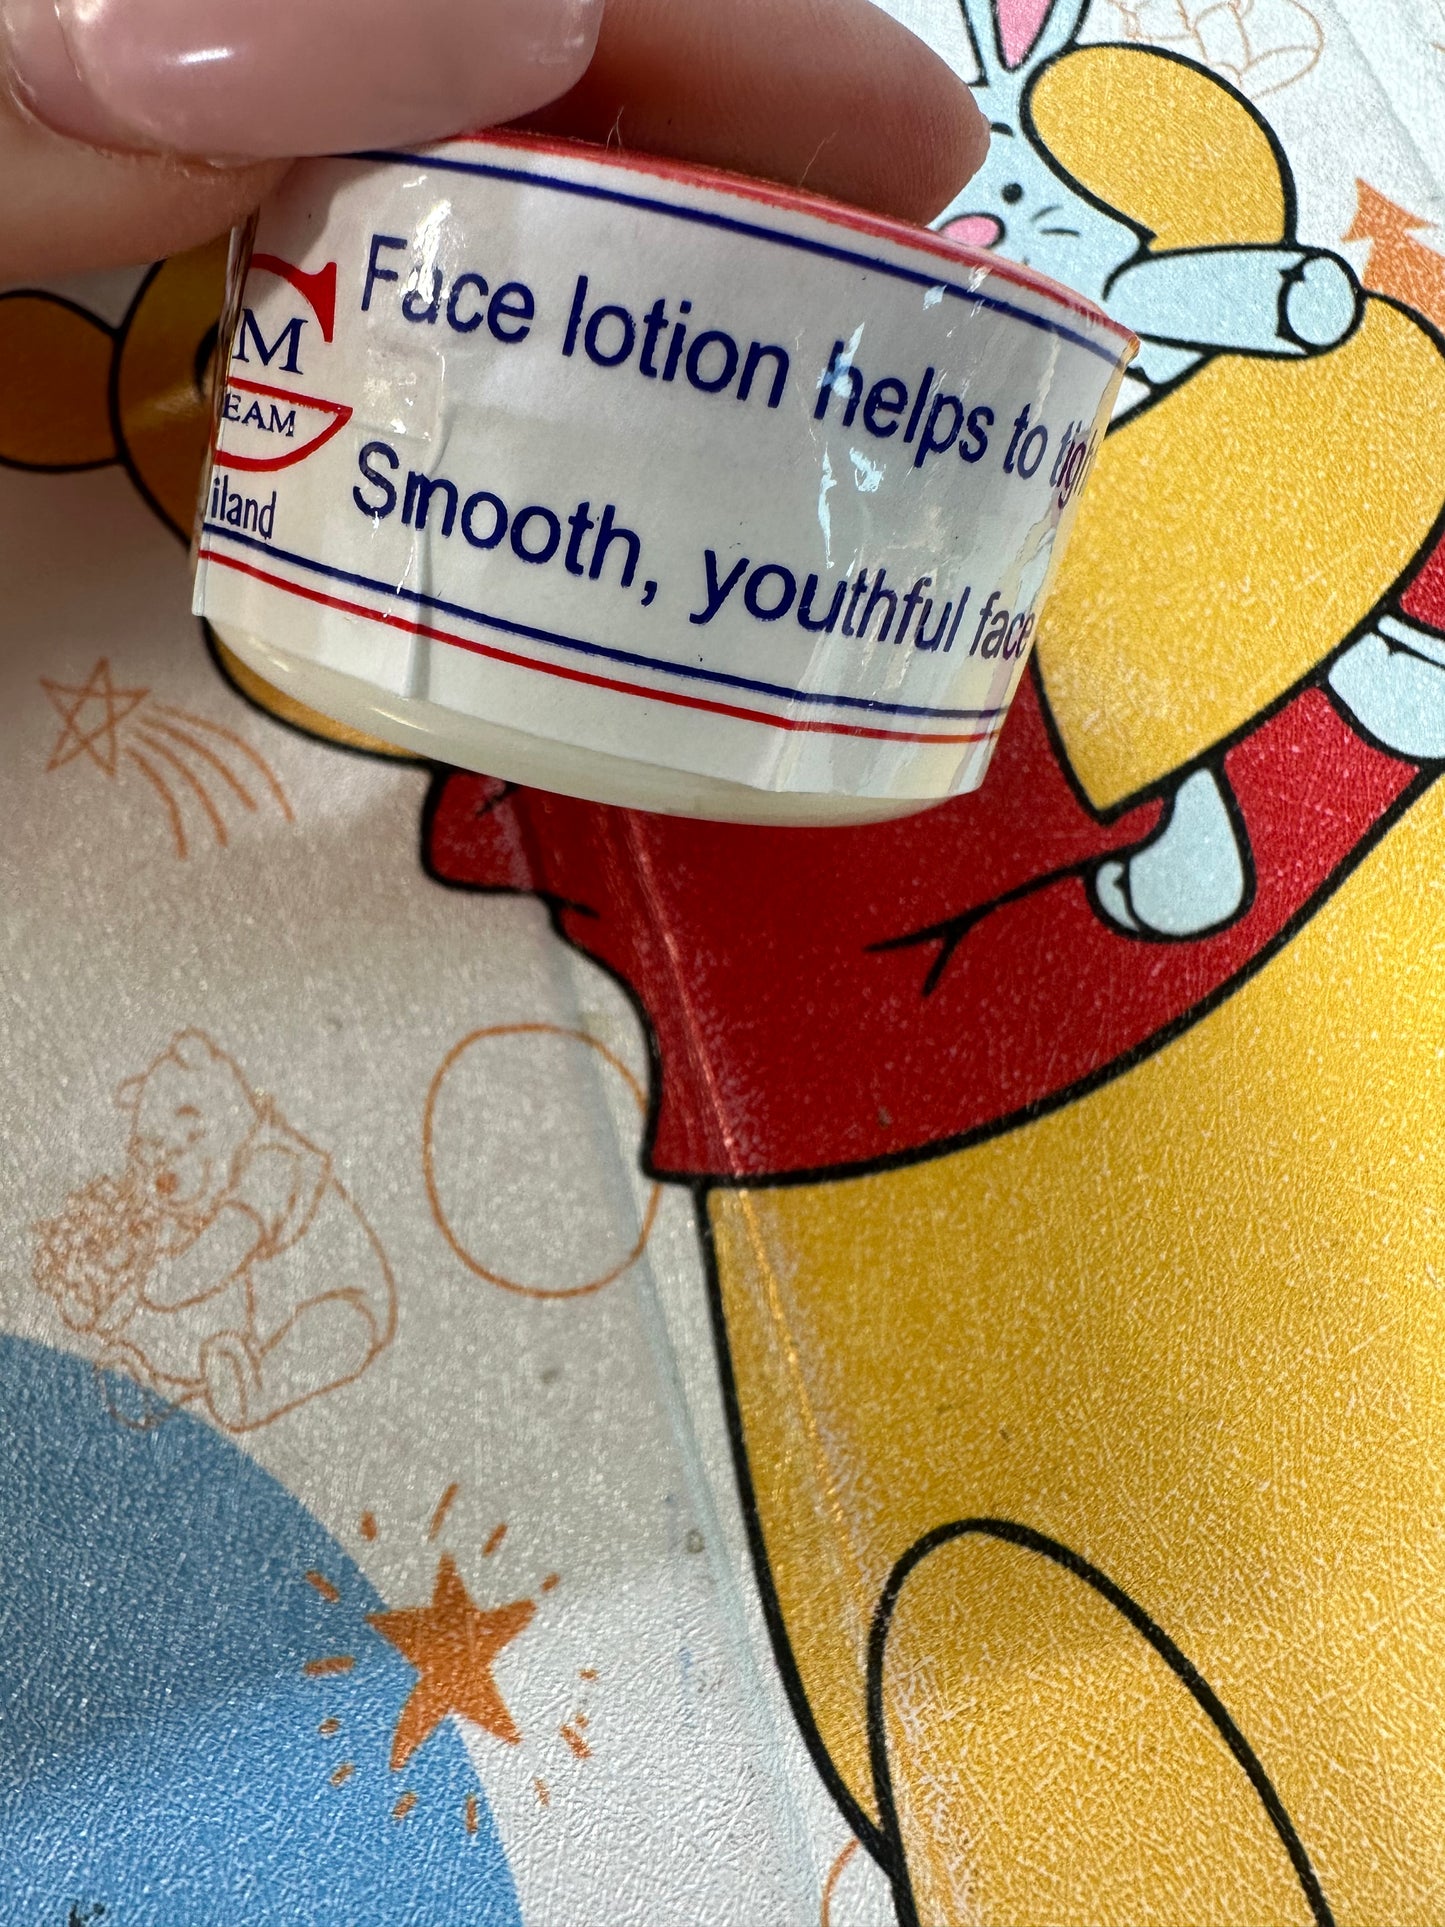 Face lotion helps to
M
EAM
Smooth, youthful face
iland